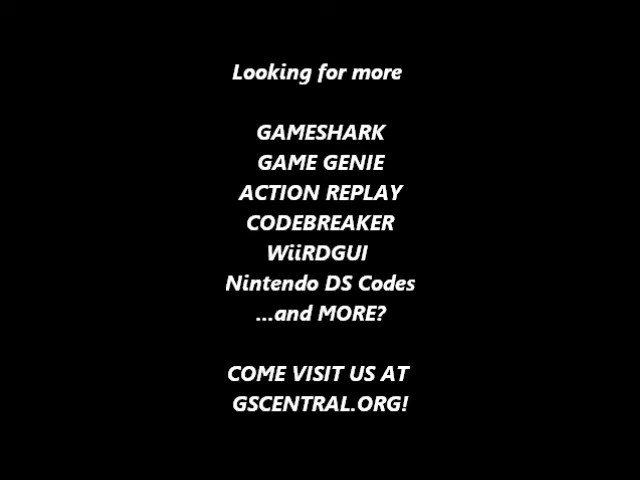 Looking for more
GAMESHARK
GAME GENIE
ACTION REPLAY
CODEBREAKER
WiiRDGUI
Nintendo DS Codes
...and MORE?
COME VISIT US AT
GSCENTRAL.ORG!